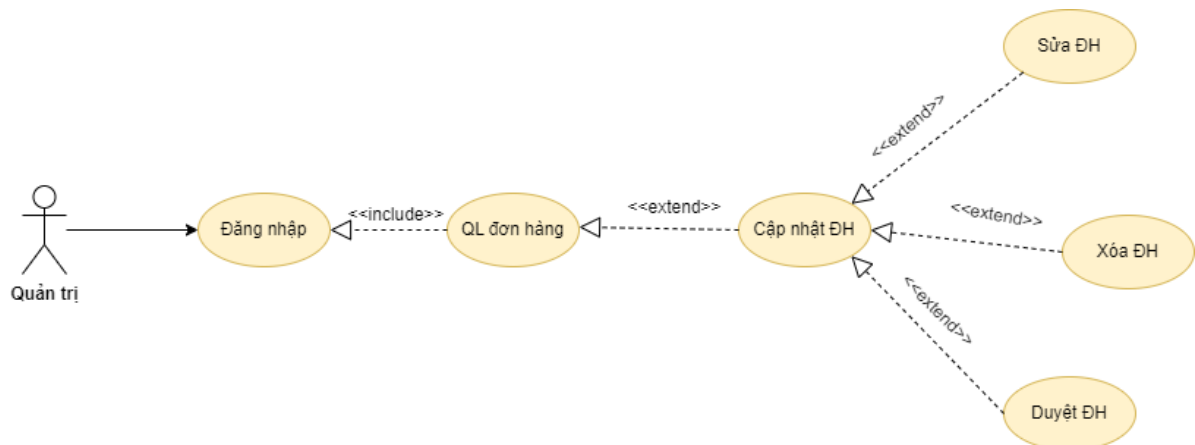 Sửa ĐH
<<extend>>
<<include>>
<<extend>>
<<extend>>
Đăng nhập
QL đơn hàng
Cập nhật ĐH
Xóa ĐH
Quản trị
<<extend>>
Duyệt ĐH